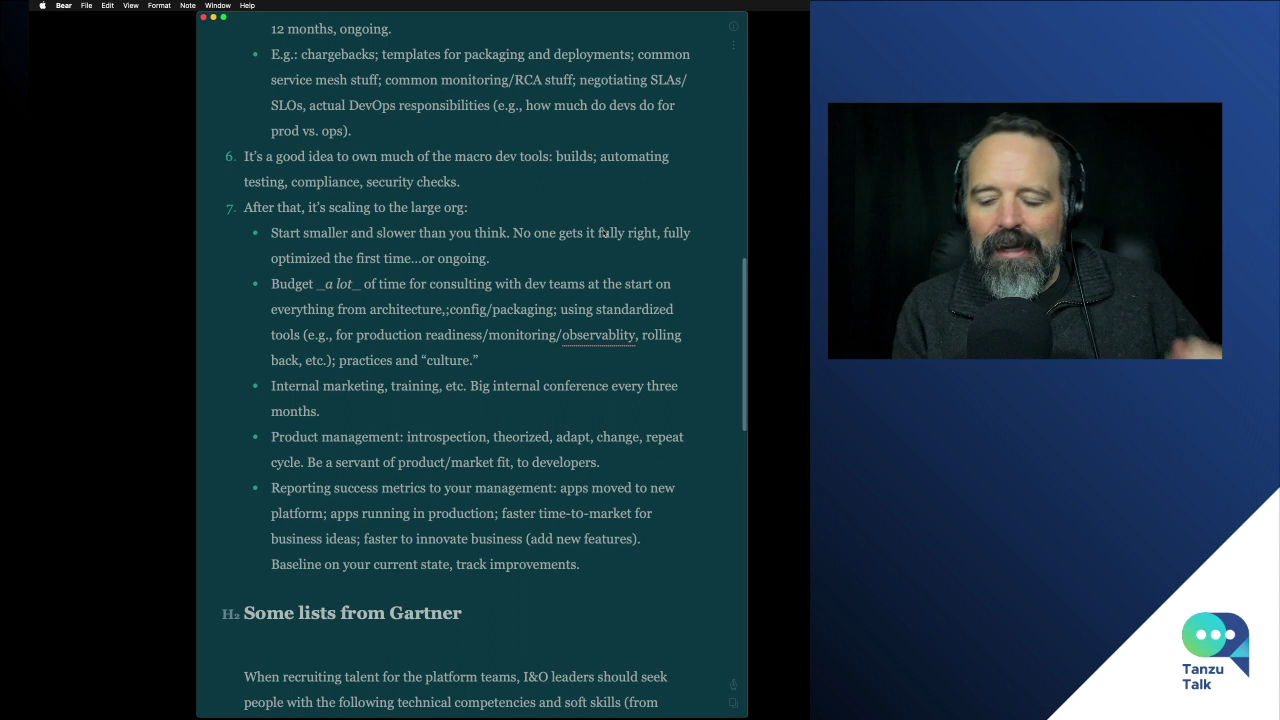 Bear File Edit View Format Note Window Help
12 months, ongoing.
• E.g.: chargebacks; templates for packaging and deployments; common
service mesh stuff; common monitoring/RCA stuff; negotiating SLAs/
SLOs, actual DevOps responsibilities (e.g., how much do devs do for
prod vs. ops).
6. It’s a good idea to own much of the macro dev tools: builds; automating
testing, compliance, security checks.
7. After that, it’s scaling to the large org:
• Start smaller and slower than you think. No one gets it fully right, fully
optimized the first time…or ongoing.
• Budget _a lot_ of time for consulting with dev teams at the start on
everything from architecture,;config/packaging; using standardized
tools (e.g., for production readiness/monitoring/observablity, rolling
back, etc.); practices and “culture.”
• Internal marketing, training, etc. Big internal conference every three
months.
• Product management: introspection, theorized, adapt, change, repeat
cycle. Be a servant of product/market fit, to developers.
• Reporting success metrics to your management: apps moved to new
platform; apps running in production; faster time-to-market for
business ideas; faster to innovate business (add new features).
Baseline on your current state, track improvements.
H2 Some lists from Gartner
When recruiting talent for the platform teams, I&O leaders should seek
people with the following technical competencies and soft skills (from
Tanzu
Talk